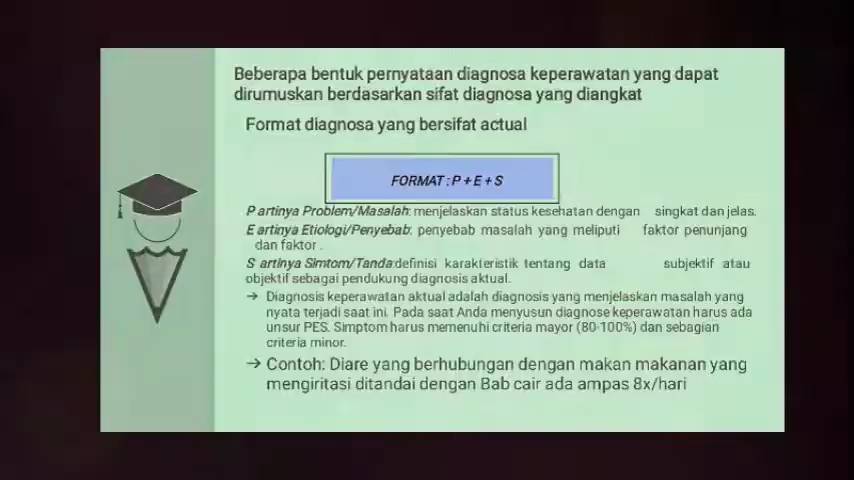 Beberapa bentuk pernyataan diagnosa keperawatan yang dapat
dirumuskan berdasarkan sifat diagnosa yang diangkat
Format diagnosa yang bersifat actual
FORMAT : P + E + S
P artinya Problem/Masalah: menjelaskan status kesehatan dengan singkat dan jelas.
E artinya Etiologi/Penyebab: penyebab masalah yang meliputi faktor penunjang
dan faktor .
S artinya Simtom/Tanda:definisi karakteristik tentang data subjektif atau
objektif sebagai pendukung diagnosis aktual.
→ Diagnosis keperawatan aktual adalah diagnosis yang menjelaskan masalah yang
nyata terjadi saat ini. Pada saat Anda menyusun diagnose keperawatan harus ada
unsur PES. Simptom harus memenuhi criteria mayor (80-100%) dan sebagian
criteria minor.
→ Contoh: Diare yang berhubungan dengan makan makanan yang
mengiritasi ditandai dengan Bab cair ada ampas 8x/hari